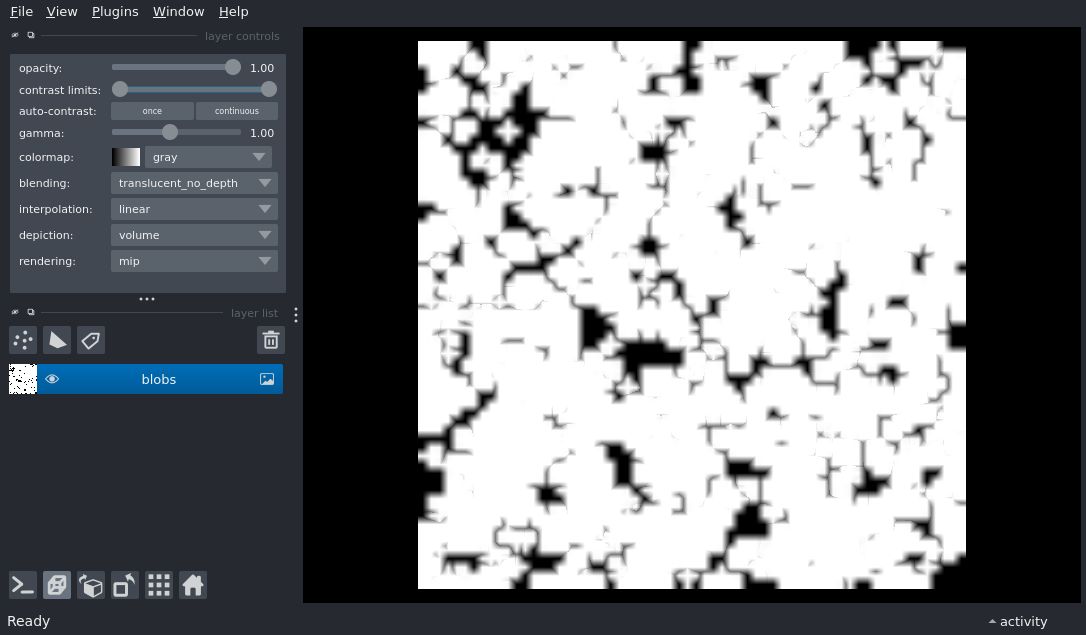 File View Plugins Window Help
layer controls
opacity: 1.00
contrast limits:
auto-contrast: once continuous
gamma: 1.00
colormap: gray
blending: translucent_no_depth
interpolation: linear
depiction: volume
rendering: mip
layer list
blobs
Ready activity